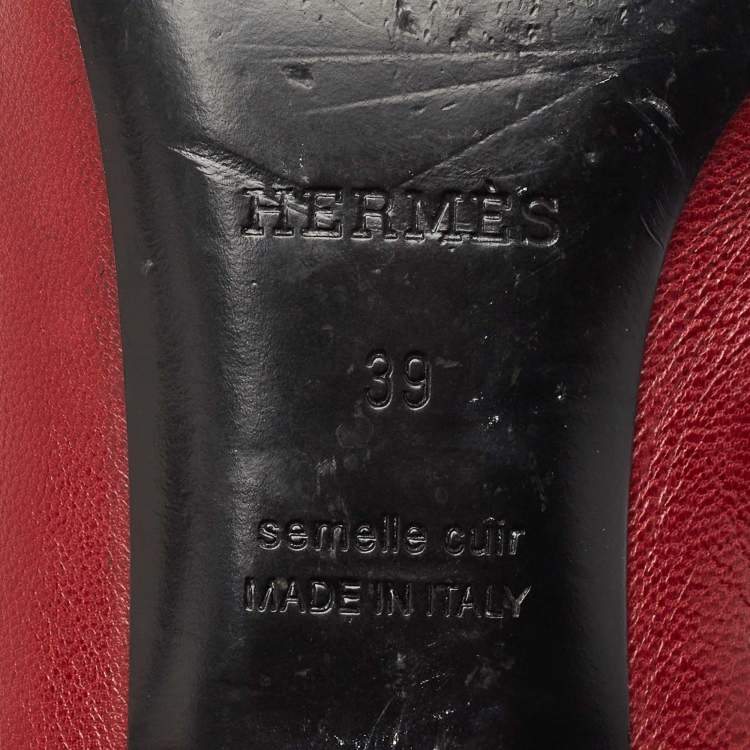 HERMÈS
39
semelle cuir
MADE IN ITALY